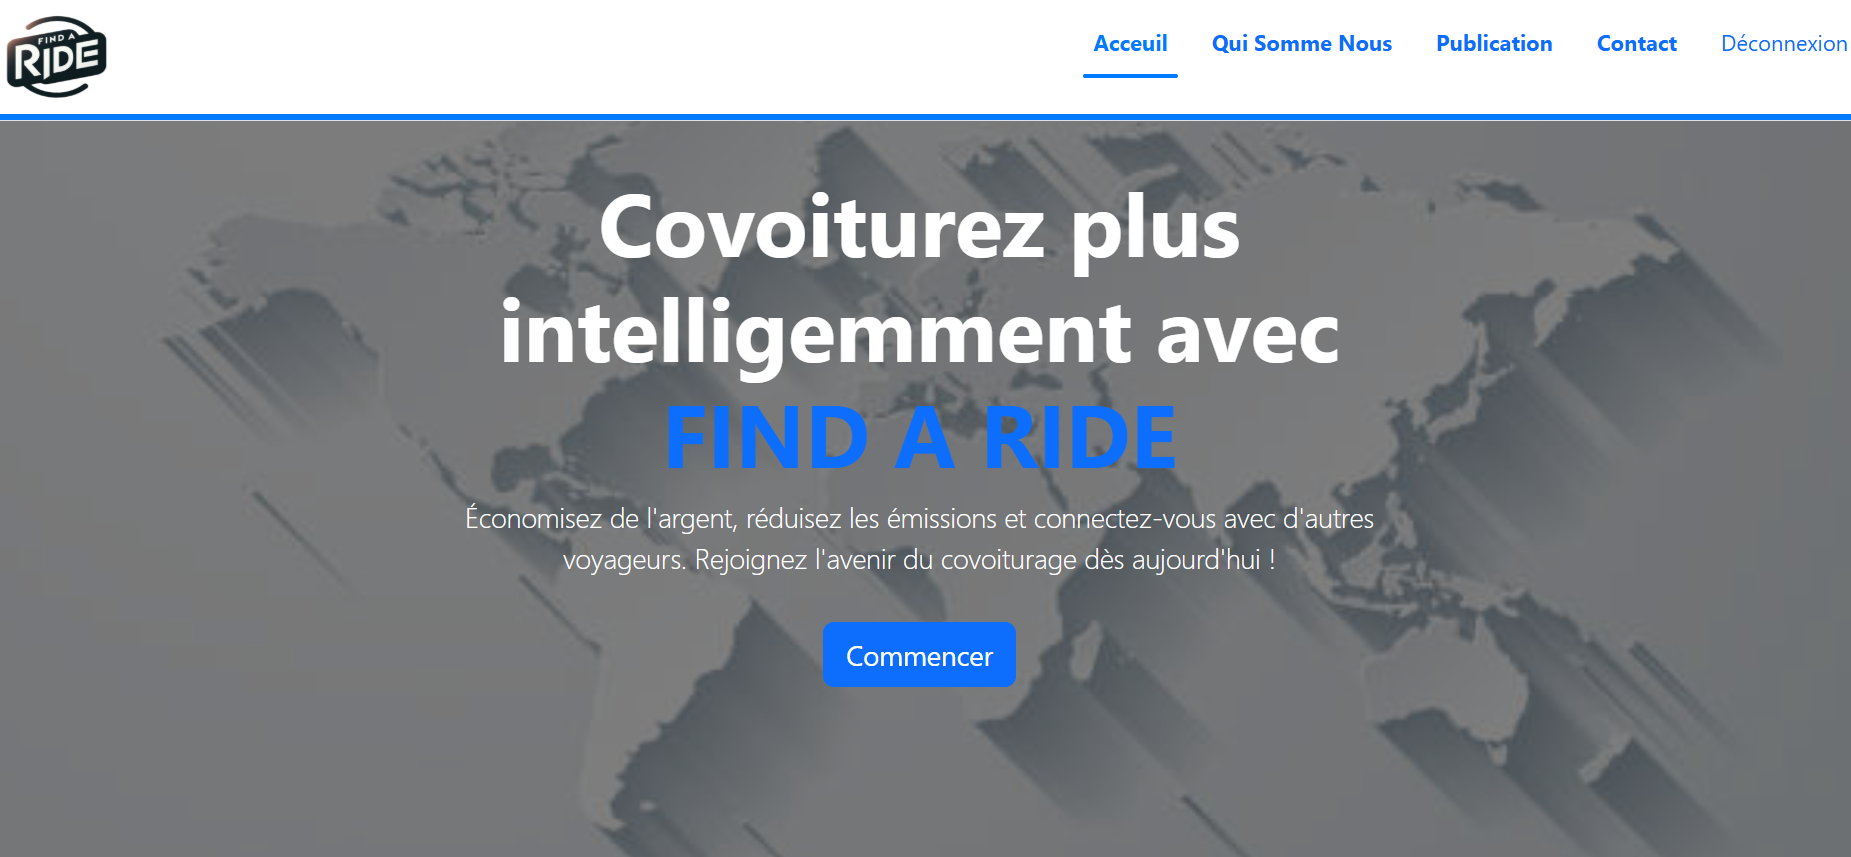 FIND A
RIDE
Acceuil Qui Somme Nous Publication Contact Déconnexion
Covoiturez plus
intelligemment avec
FIND A RIDE
Économisez de l'argent, réduisez les émissions et connectez-vous avec d'autres
voyageurs. Rejoignez l'avenir du covoiturage dès aujourd'hui !
Commencer